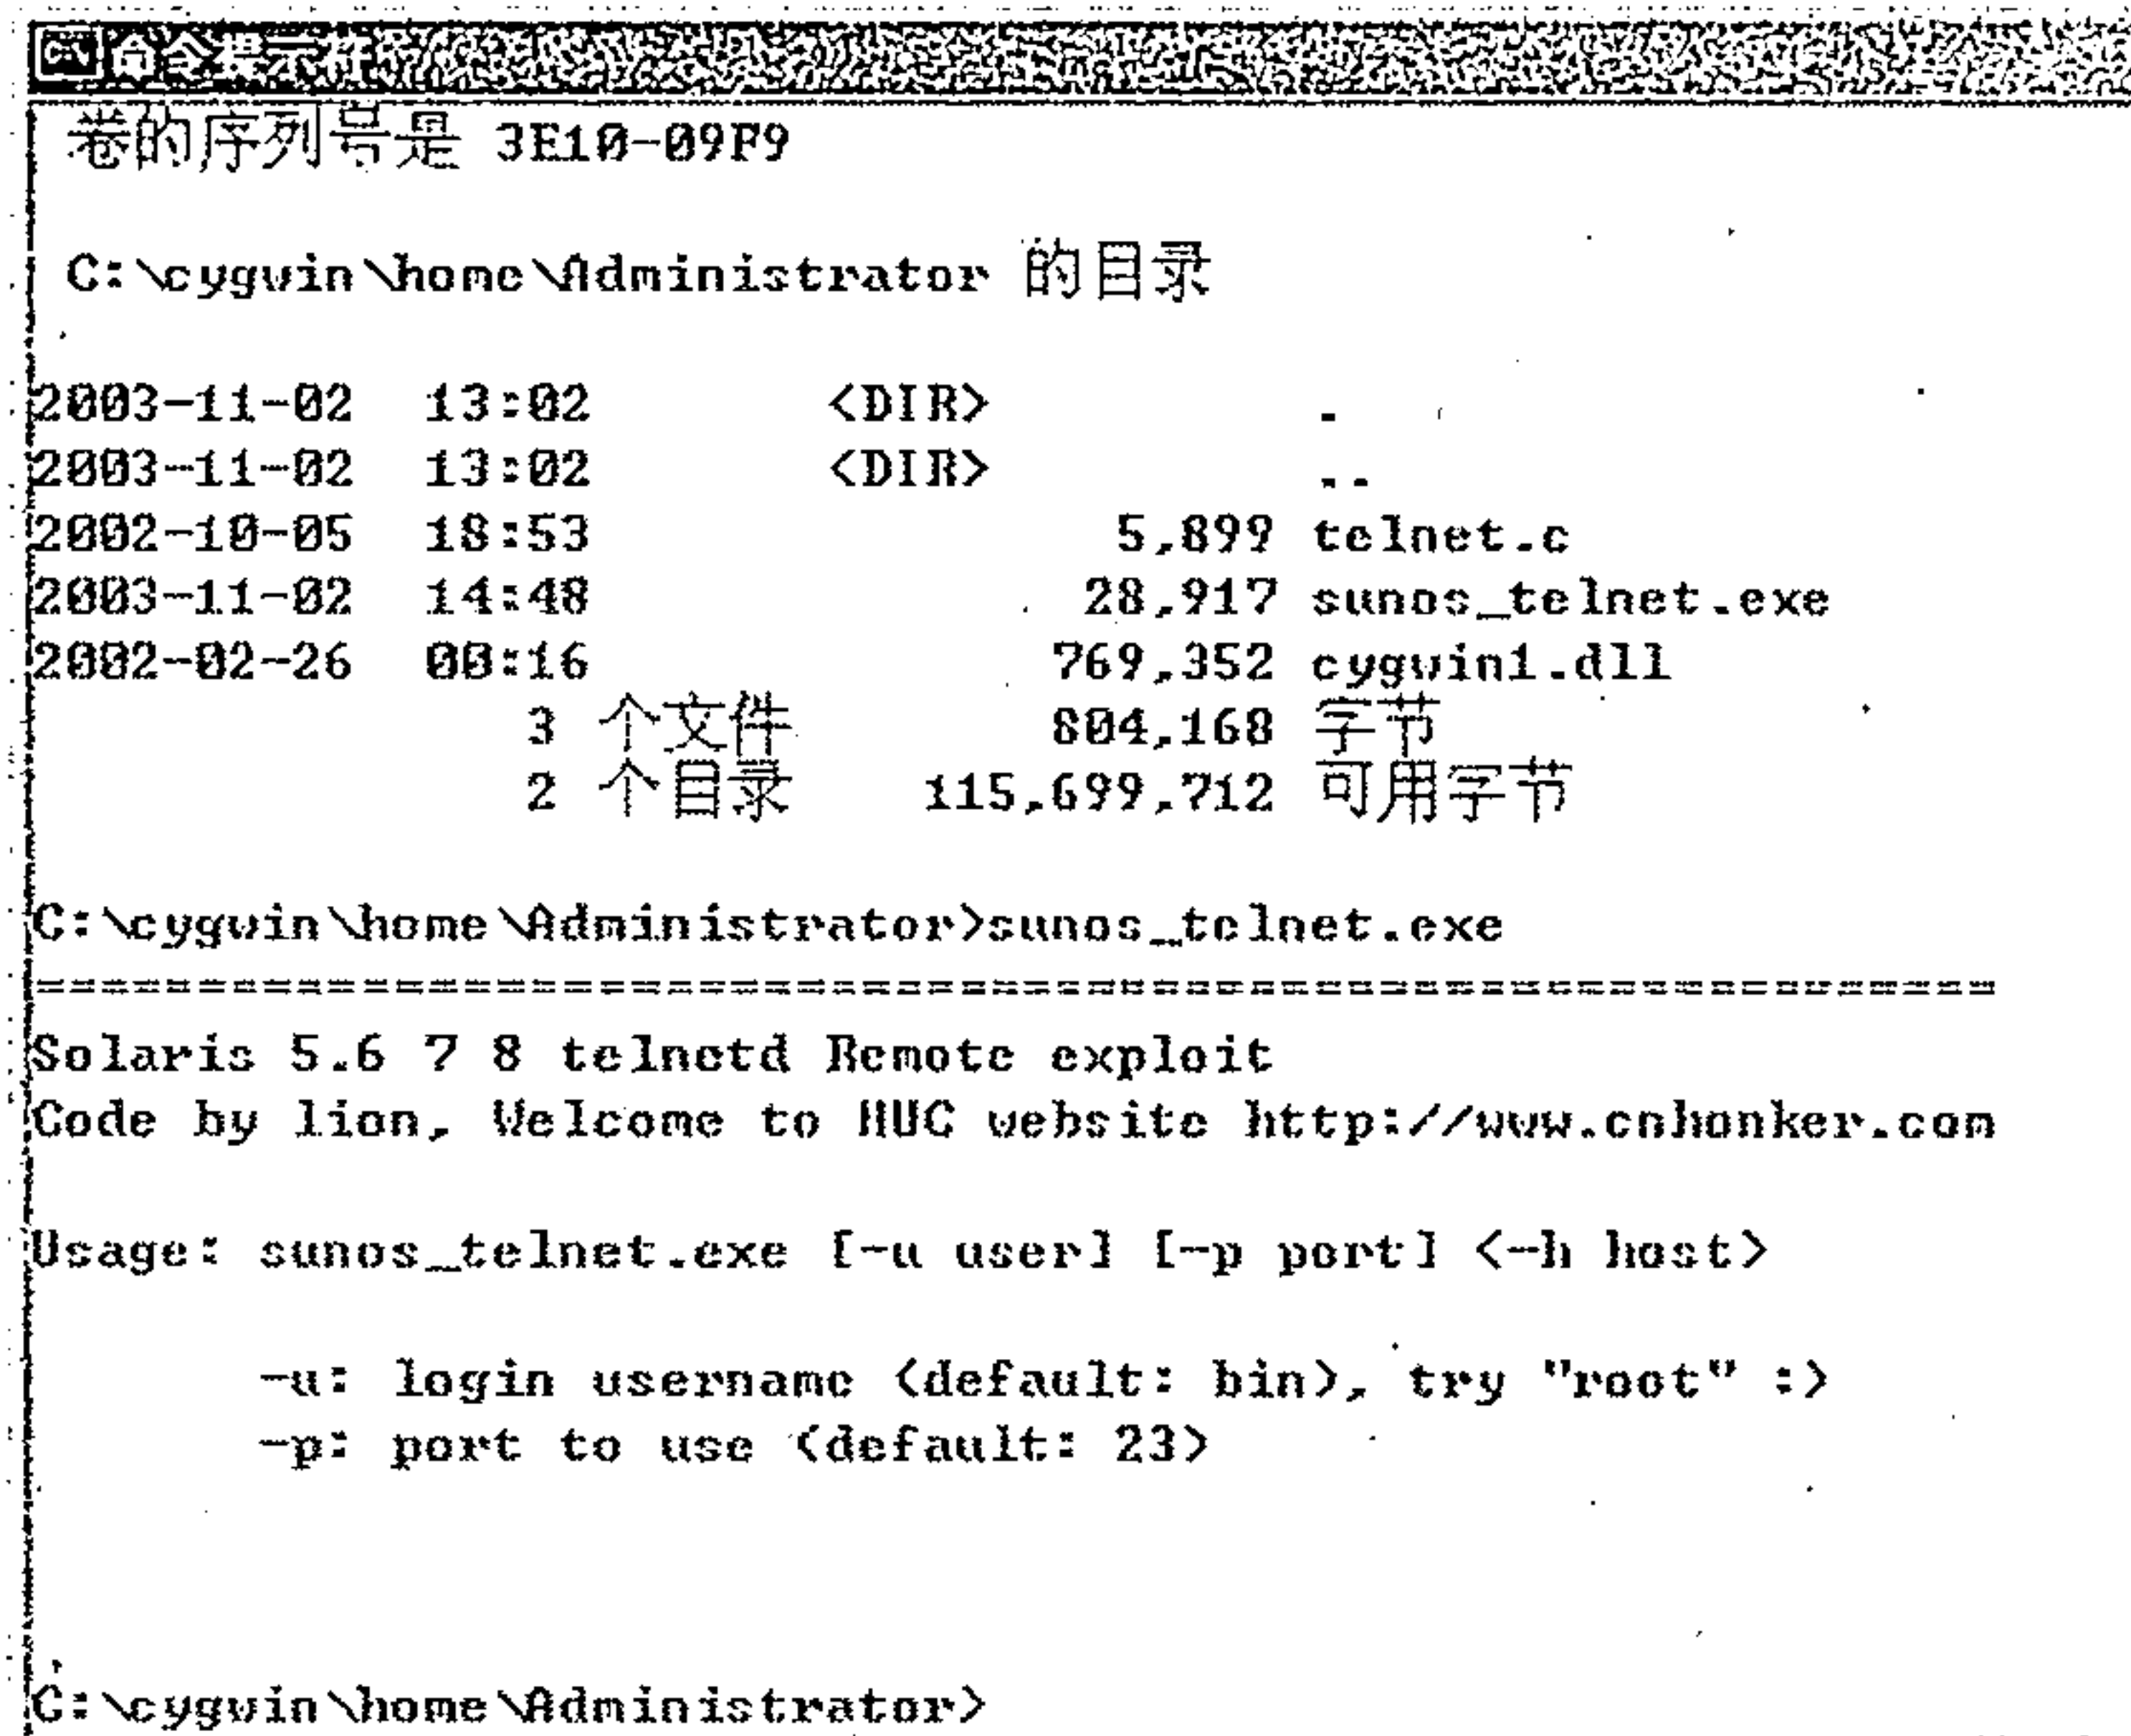 命令提示符
卷的序列号是 3E10-09F9
C:\cygwin\home\Administrator 的目录
2003-11-02 13:02 <DIR> .
2003-11-02 13:02 <DIR> ..
2002-10-05 18:53 5,899 telnet.c
2003-11-02 14:48 28,917 sunos_telnet.exe
2002-02-26 00:16 769,352 cygwin1.dll
3 个文件 804,168 字节
2 个目录 115,699,712 可用字节
C:\cygwin\home\Administrator>sunos_telnet.exe
==========================================================
Solaris 5.6 7 8 telnetd Remote exploit
Code by lion, Welcome to HUC website http://www.cnhonker.com
Usage: sunos_telnet.exe [-u user] [-p port] <-h host>
-u: login username (default: bin), try "root" :)
-p: port to use (default: 23)
C:\cygwin\home\Administrator>